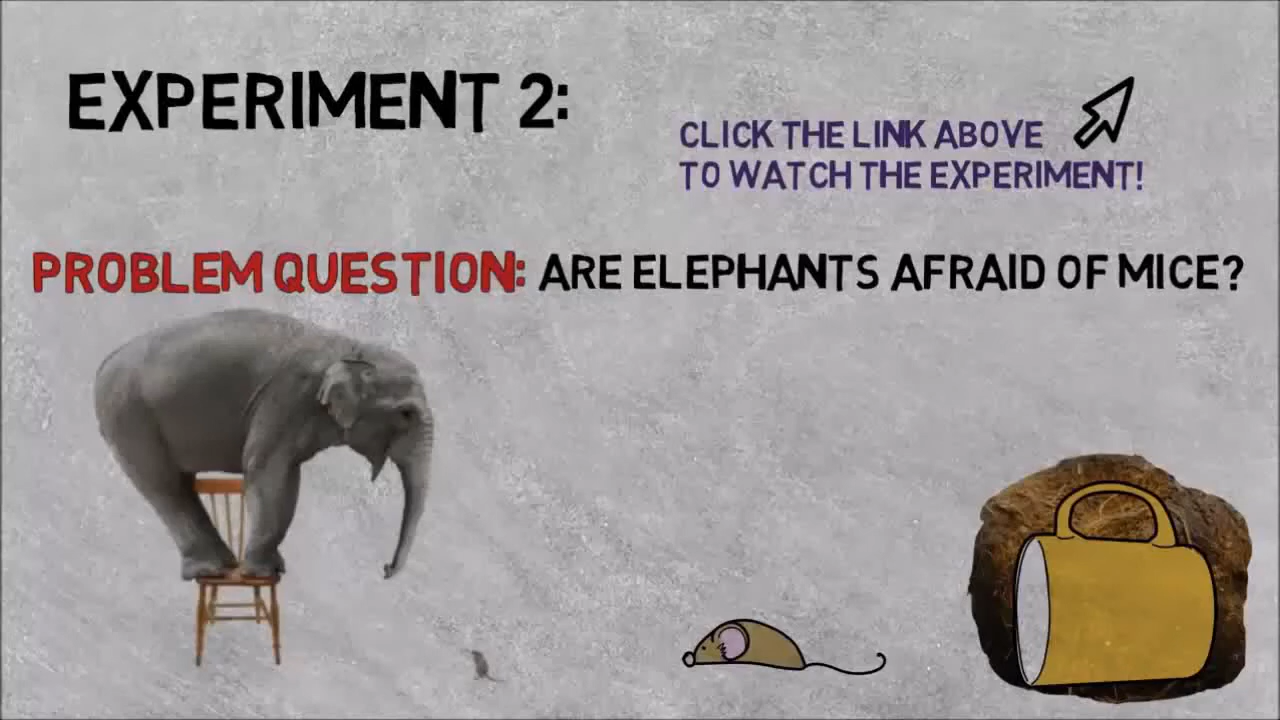 EXPERIMENT 2:
CLICK THE LINK ABOVE
TO WATCH THE EXPERIMENT!
PROBLEM QUESTION: ARE ELEPHANTS AFRAID OF MICE?